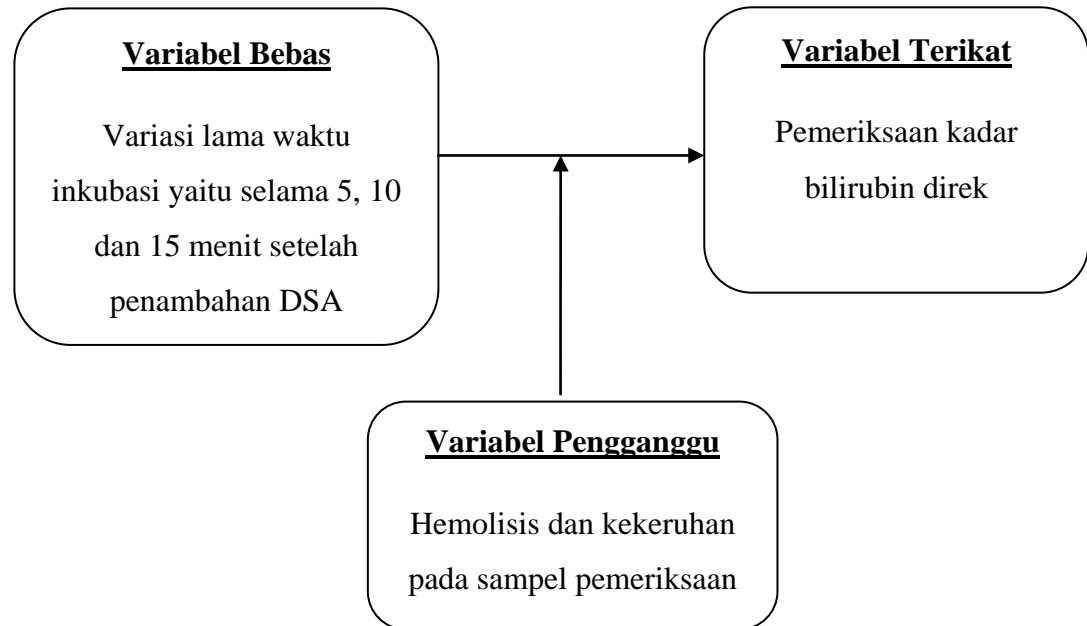 Variabel Bebas
Variasi lama waktu
inkubasi yaitu selama 5, 10
dan 15 menit setelah
penambahan DSA
Variabel Terikat
Pemeriksaan kadar
bilirubin direk
Variabel Pengganggu
Hemolisis dan kekeruhan
pada sampel pemeriksaan